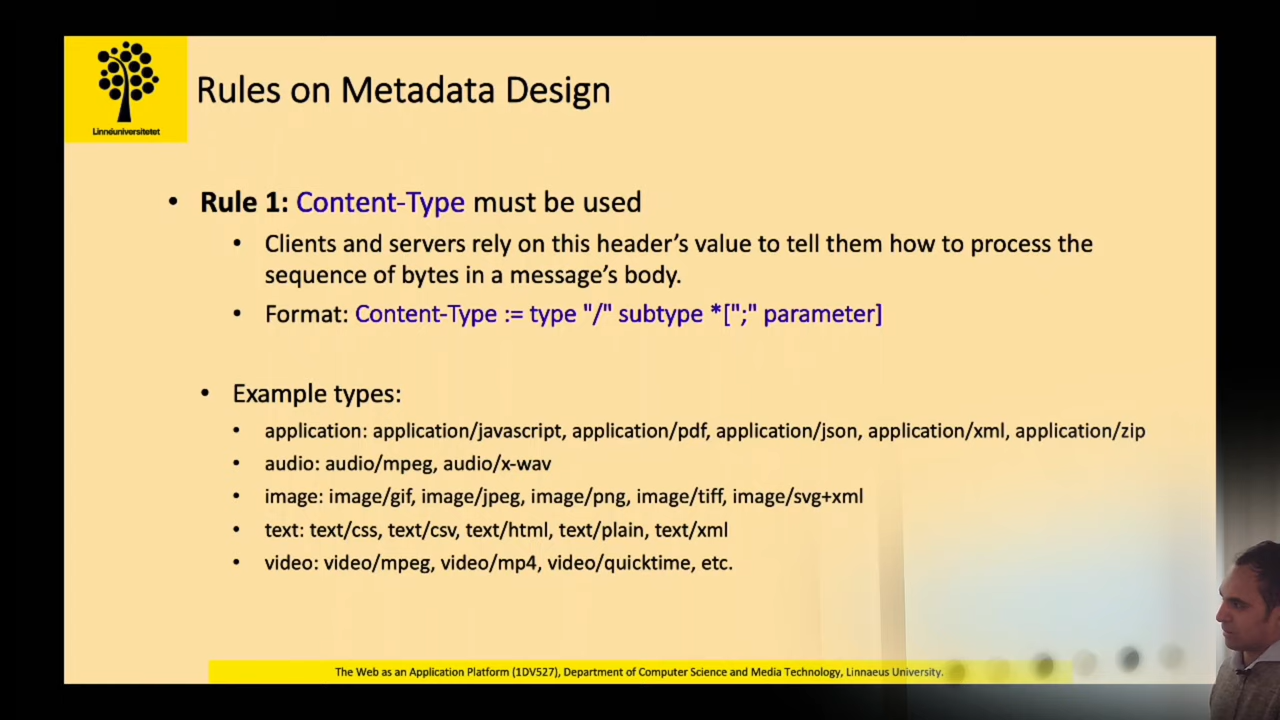 Linnéuniversitetet
Rules on Metadata Design
• Rule 1: Content-Type must be used
• Clients and servers rely on this header’s value to tell them how to process the
sequence of bytes in a message’s body.
• Format: Content-Type := type "/" subtype *[";" parameter]
• Example types:
• application: application/javascript, application/pdf, application/json, application/xml, application/zip
• audio: audio/mpeg, audio/x-wav
• image: image/gif, image/jpeg, image/png, image/tiff, image/svg+xml
• text: text/css, text/csv, text/html, text/plain, text/xml
• video: video/mpeg, video/mp4, video/quicktime, etc.
The Web as an Application Platform (1DV527), Department of Computer Science and Media Technology, Linnaeus University.